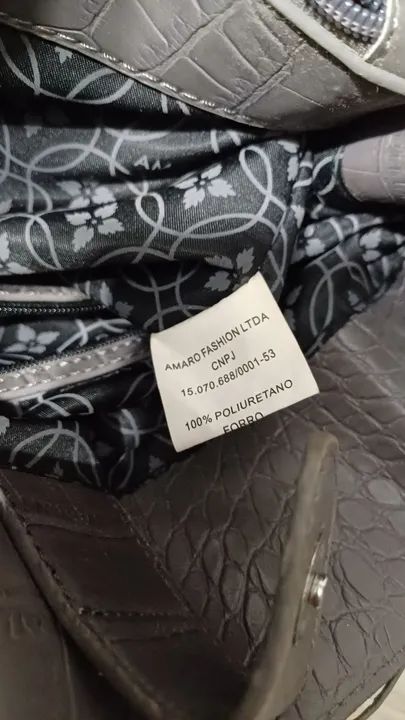 AMARO FASHION LTDA
CNPJ
15.070.688/0001-53
100% POLIURETANO
FORRO